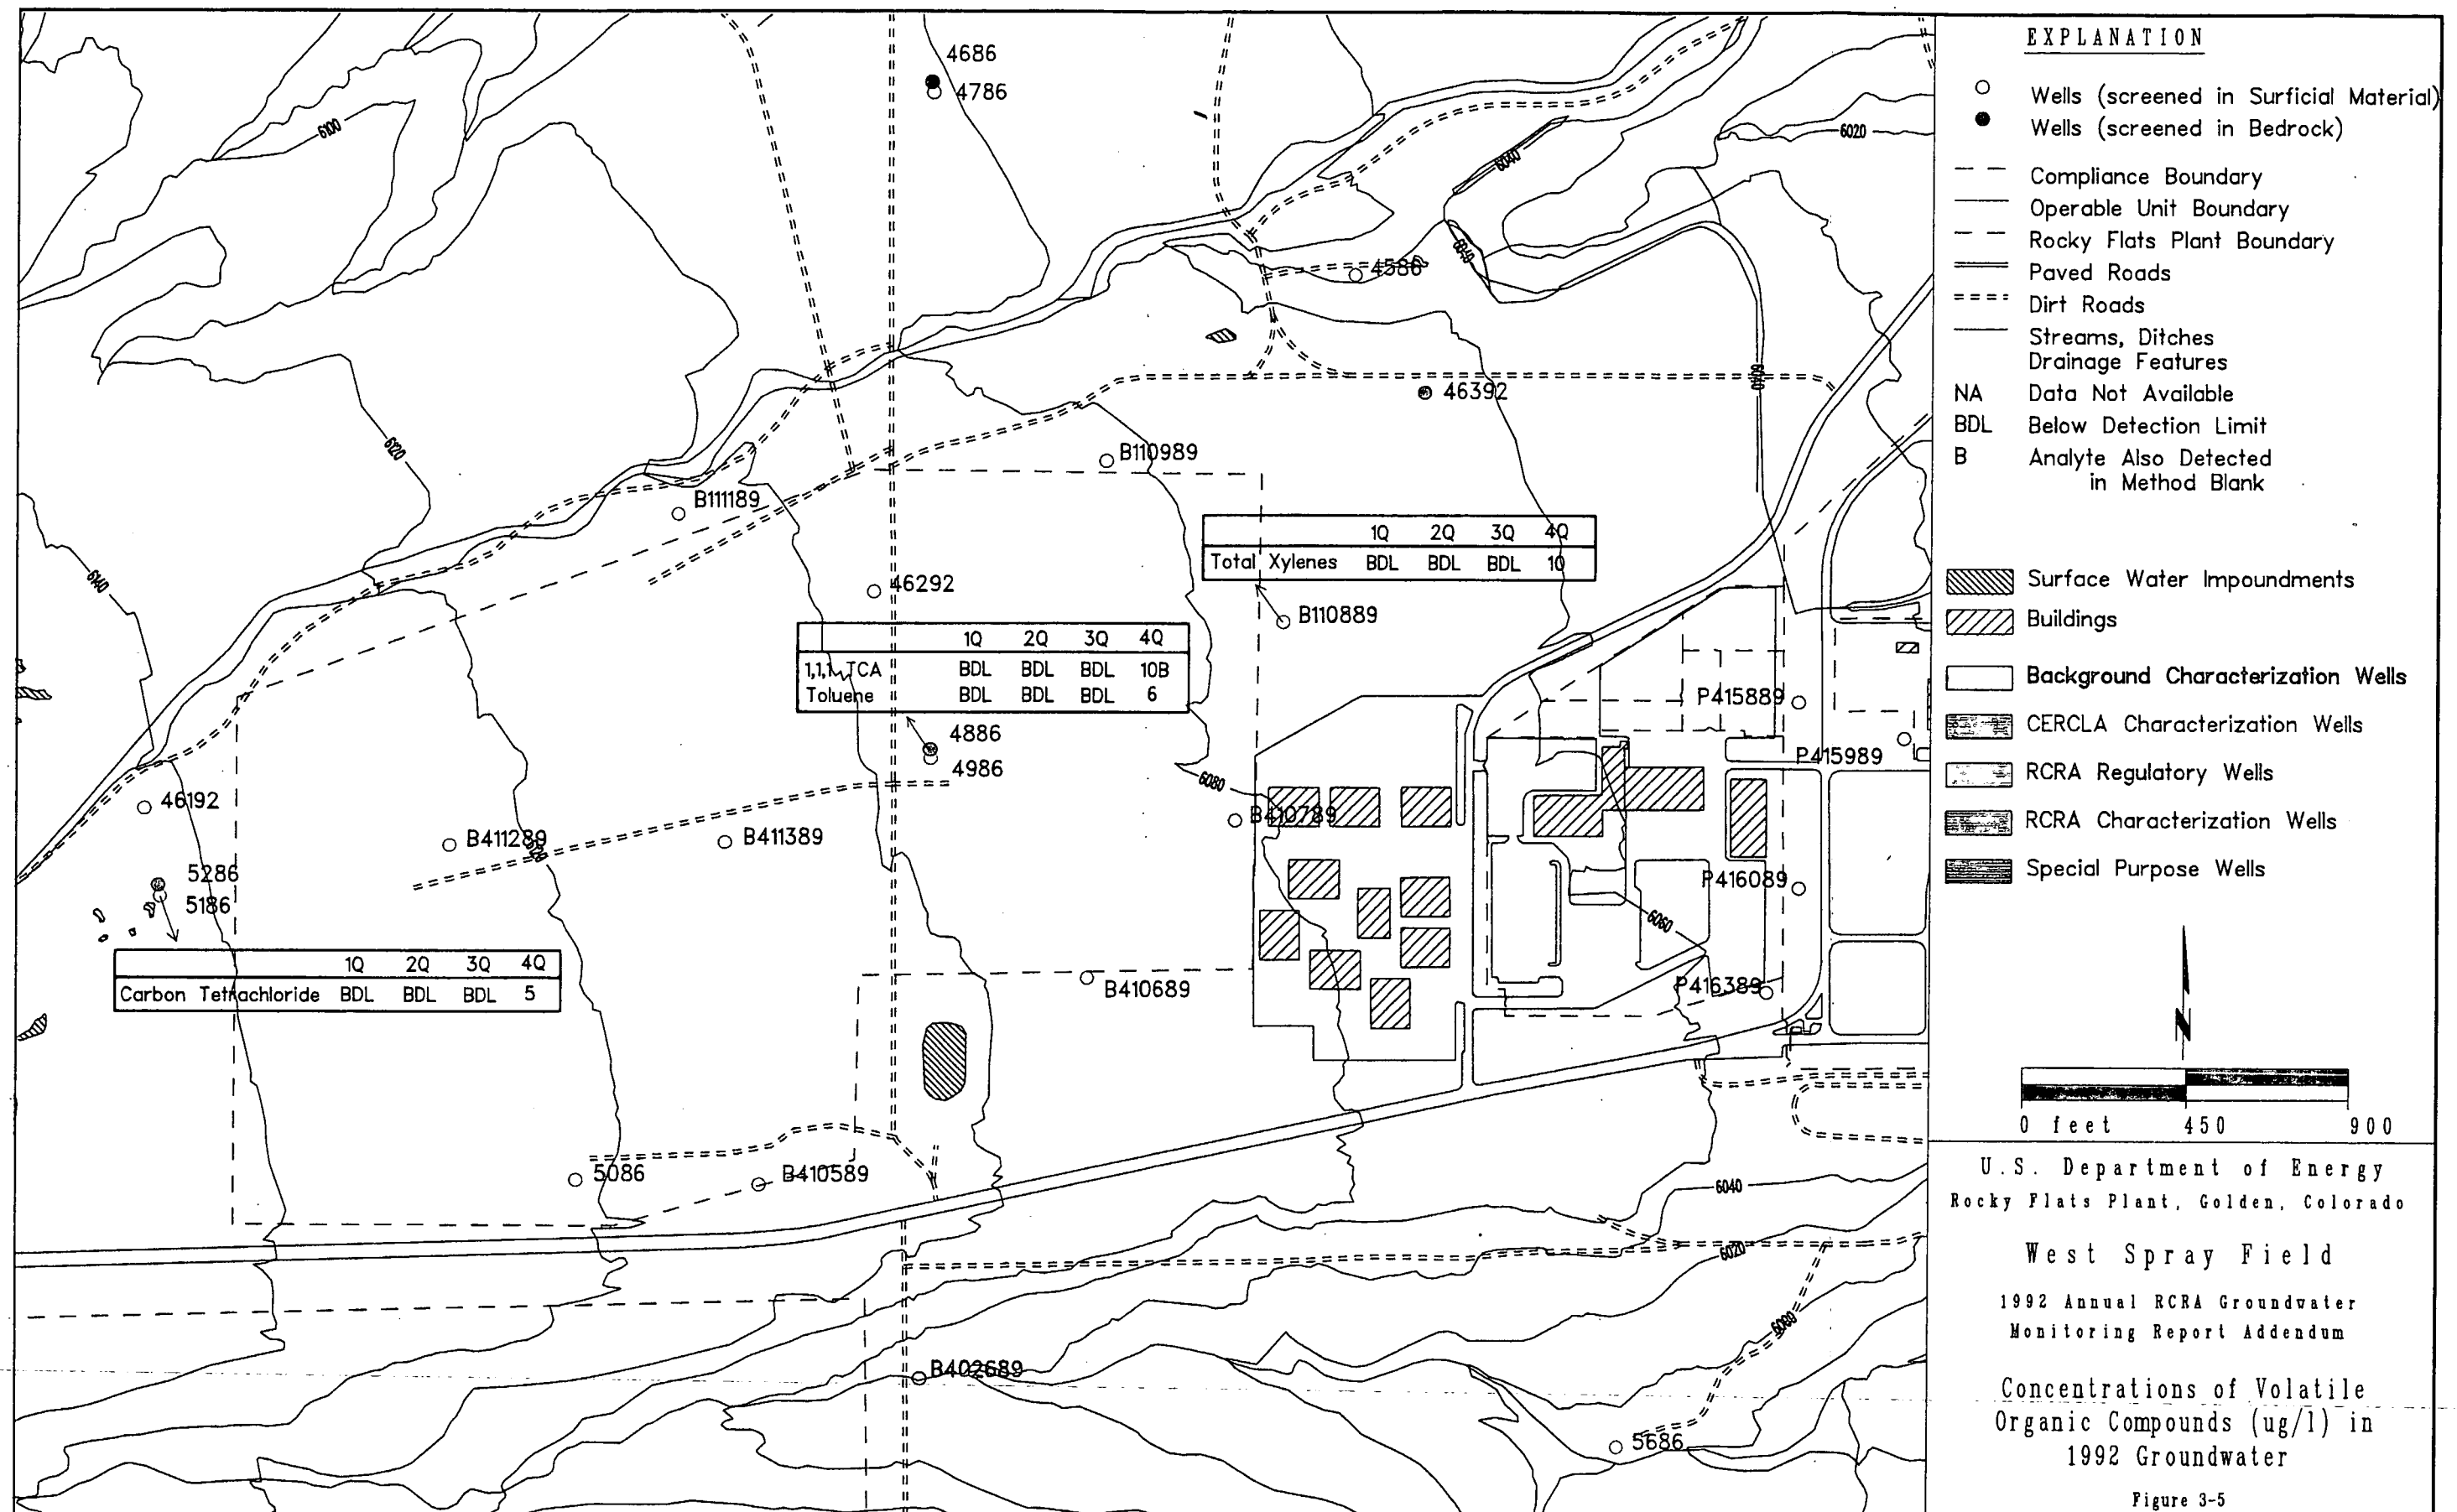 EXPLANATION
Wells (screened in Surficial Material)
Wells (screened in Bedrock)
Compliance Boundary
Operable Unit Boundary
Rocky Flats Plant Boundary
Paved Roads
Dirt Roads
Streams, Ditches
Drainage Features
NA Data Not Available
BDL Below Detection Limit
B Analyte Also Detected
in Method Blank
Surface Water Impoundments
Buildings
Background Characterization Wells
CERCLA Characterization Wells
RCRA Regulatory Wells
RCRA Characterization Wells
Special Purpose Wells
N
0 feet 450 900
U.S. Department of Energy
Rocky Flats Plant, Golden, Colorado
West Spray Field
1992 Annual RCRA Groundwater
Monitoring Report Addendum
Concentrations of Volatile
Organic Compounds (ug/l) in
1992 Groundwater
Figure 3-5
4686
4786
6100
6020
6040
6040
4586
6040
46392
6120
B110989
B111189
1Q 2Q 3Q 4Q
Total Xylenes BDL BDL BDL 10
6140
46292
B110889
1Q 2Q 3Q 4Q
1,1,1-TCA BDL BDL BDL 10B
Toluene BDL BDL BDL 6
P415889
4886
4986
P415989
6080
46192
B410789
B411289
B411389
5286
5186
P416089
6060
1Q 2Q 3Q 4Q
Carbon Tetrachloride BDL BDL BDL 5
B410689
P416389
5086
B410589
6040
6020
6000
B402689
5686